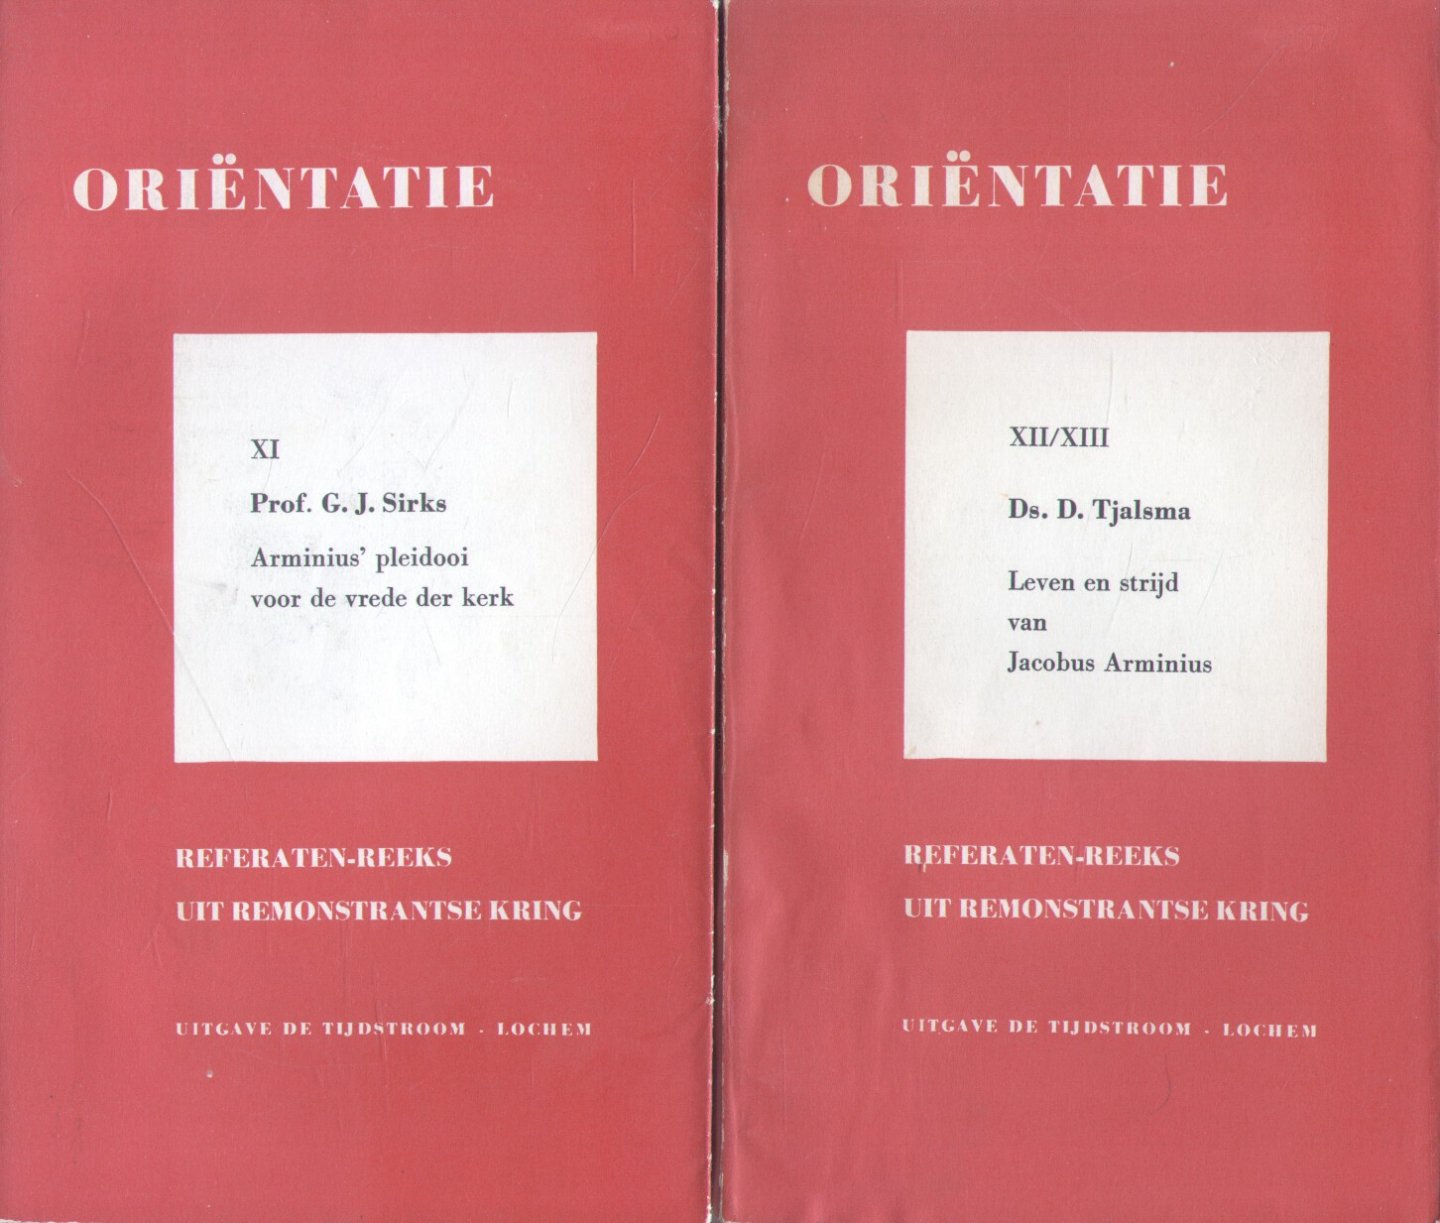 ORIËNTATIE
XI
Prof. G. J. Sirks
Arminius’ pleidooi
voor de vrede der kerk
REFERATEN-REEKS
UIT REMONSTRANTSE KRING
UITGAVE DE TIJDSTROOM - LOCHEM
ORIËNTATIE
XII/XIII
Ds. D. Tjalsma
Leven en strijd
van
Jacobus Arminius
REFERATEN-REEKS
UIT REMONSTRANTSE KRING
UITGAVE DE TIJDSTROOM - LOCHEM